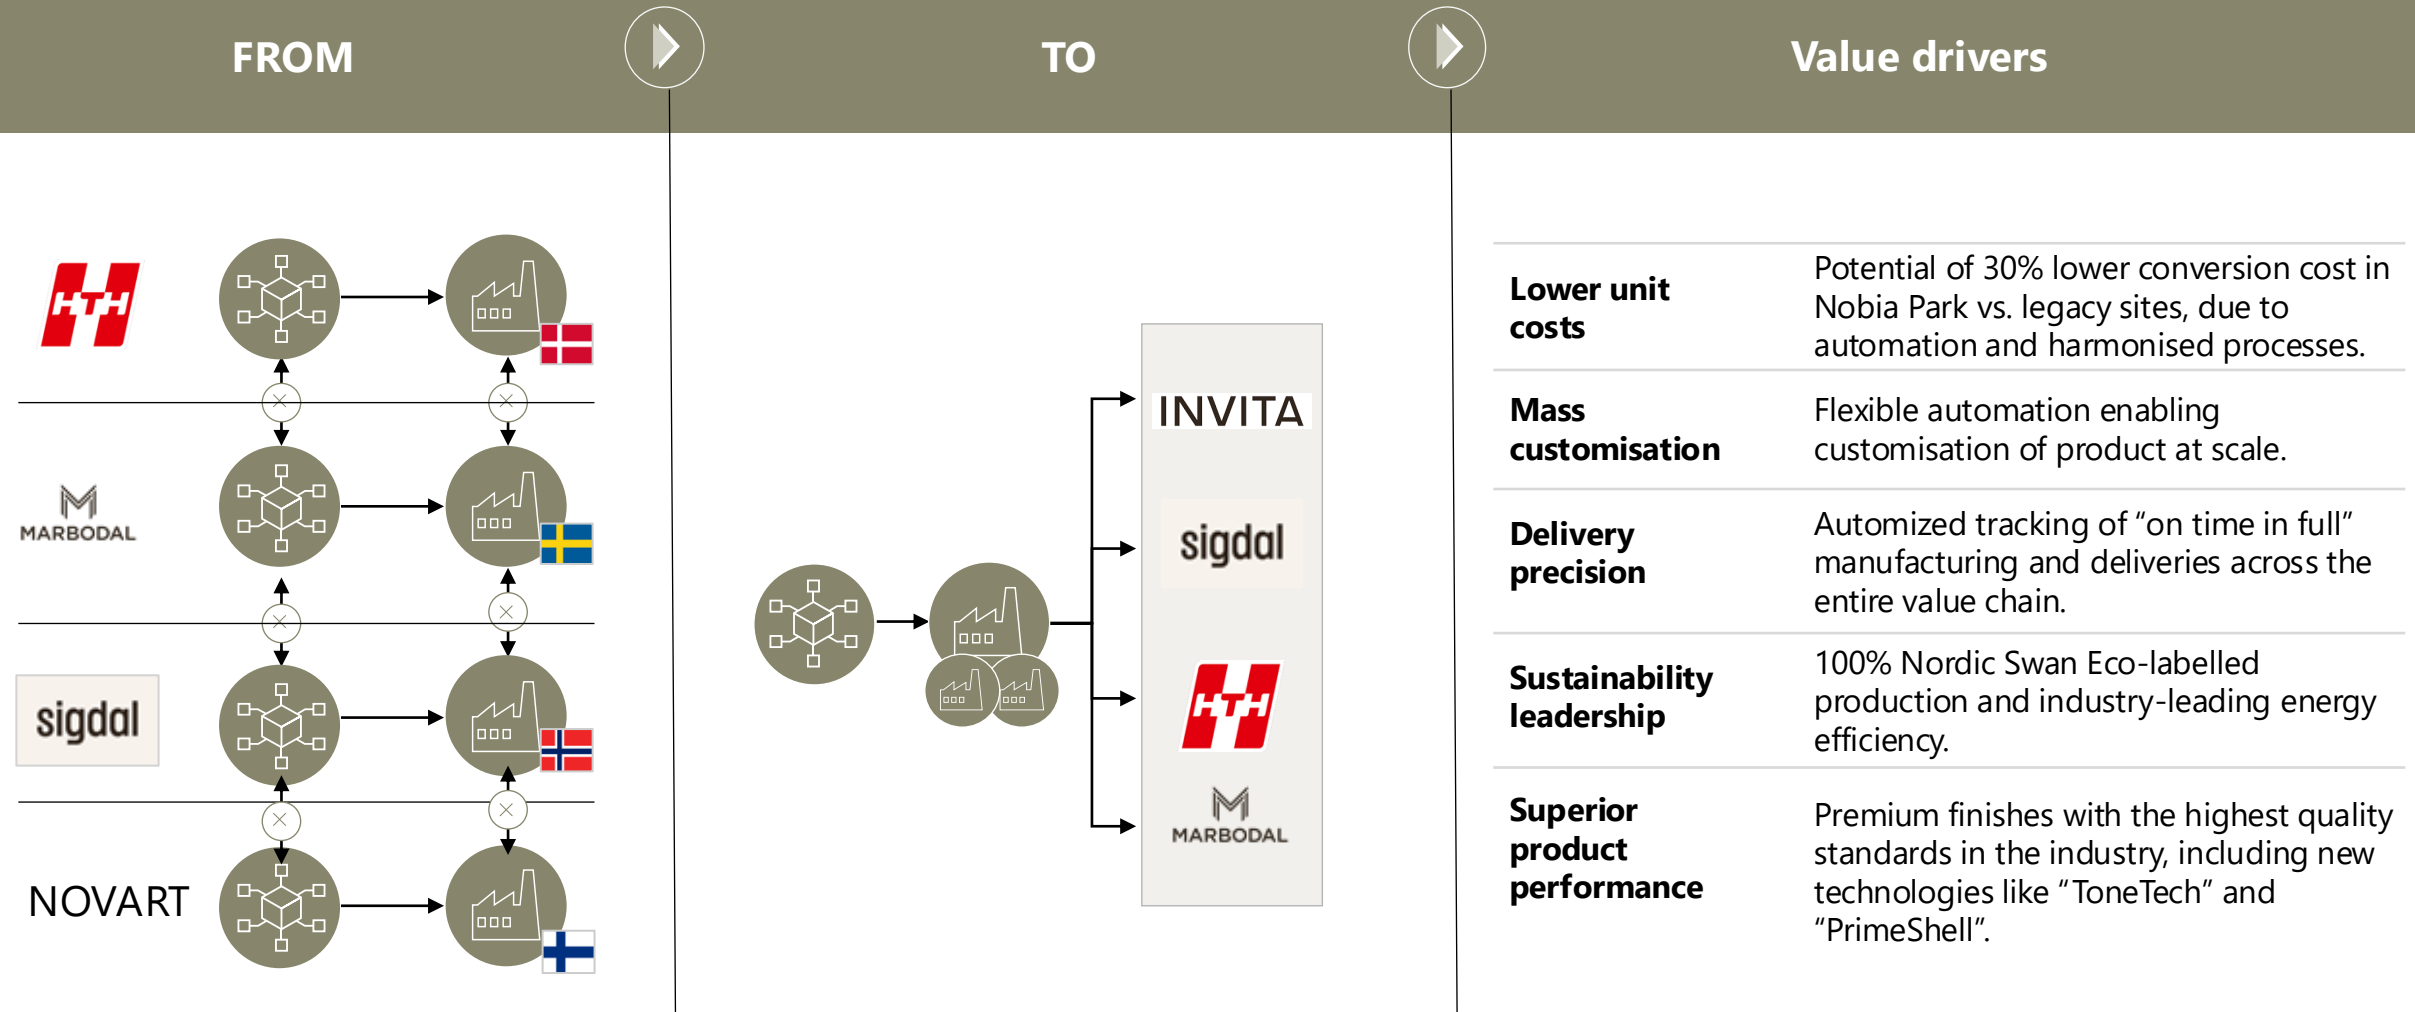 FROM
TO
Value drivers
HTH
MARBODAL
sigdal
NOVART
INVITA
sigdal
HTH
MARBODAL
Lower unit
costs
Potential of 30% lower conversion cost in
Nobia Park vs. legacy sites, due to
automation and harmonised processes.
Mass
customisation
Flexible automation enabling
customisation of product at scale.
Delivery
precision
Automized tracking of “on time in full”
manufacturing and deliveries across the
entire value chain.
Sustainability
leadership
100% Nordic Swan Eco-labelled
production and industry-leading energy
efficiency.
Superior
product
performance
Premium finishes with the highest quality
standards in the industry, including new
technologies like “ToneTech” and
“PrimeShell”.